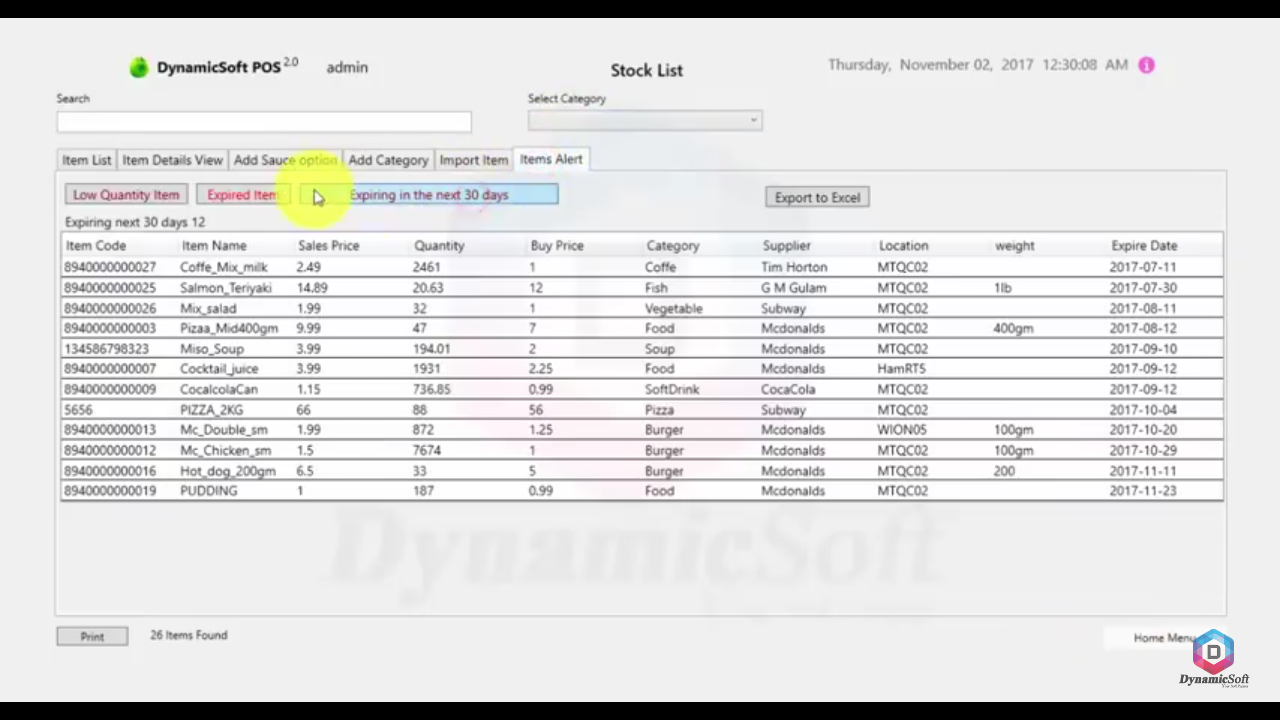 DynamicSoft POS 2.0 admin
Stock List
Thursday, November 02, 2017 12:30:08 AM
Search
Select Category
Item List Item Details View Add Sauce option Add Category Import Item Items Alert
Low Quantity Item Expired Item Expiring in the next 30 days Export to Excel
Expiring next 30 days 12
Item Code Item Name Sales Price Quantity Buy Price Category Supplier Location weight Expire Date
8940000000027 Coffe_Mix_milk 2.49 2461 1 Coffe Tim Horton MTQC02 2017-07-11
8940000000025 Salmon_Teriyaki 14.89 20.63 12 Fish G M Gulam MTQC02 1lb 2017-07-30
8940000000026 Mix_salad 1.99 32 1 Vegetable Subway MTQC02 2017-08-11
8940000000003 Pizaa_Mid400gm 9.99 47 7 Food Mcdonalds MTQC02 400gm 2017-08-12
134586798323 Miso_Soup 3.99 194.01 2 Soup Mcdonalds MTQC02 2017-09-10
8940000000007 Cocktail_juice 3.99 1931 2.25 Food Mcdonalds HamRT5 2017-09-12
8940000000009 CocalcolaCan 1.15 736.85 0.99 SoftDrink CocaCola MTQC02 2017-09-12
5656 PIZZA_2KG 66 88 56 Pizza Subway MTQC02 2017-10-04
8940000000013 Mc_Double_sm 1.99 872 1.25 Burger Mcdonalds WION05 100gm 2017-10-20
8940000000012 Mc_Chicken_sm 1.5 7674 1 Burger Mcdonalds MTQC02 100gm 2017-10-29
8940000000016 Hot_dog_200gm 6.5 33 5 Burger Mcdonalds MTQC02 200 2017-11-11
8940000000019 PUDDING 1 187 0.99 Food Mcdonalds MTQC02 2017-11-23
DynamicSoft
Print 26 Items Found
Home Menu
D
DynamicSoft